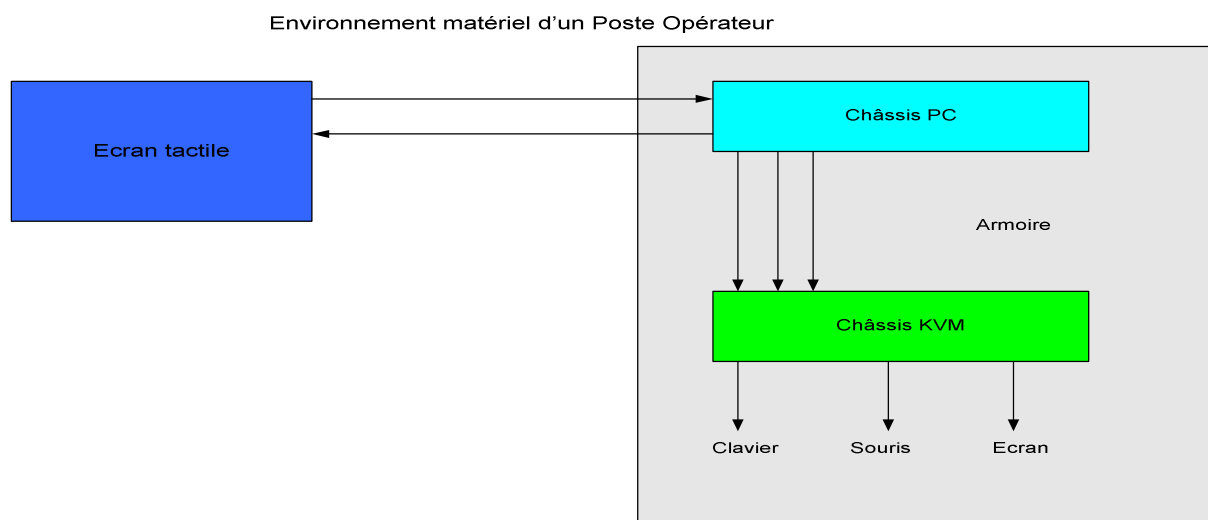 Environnement matériel d'un Poste Opérateur
Ecran tactile
Châssis PC
Armoire
Châssis KVM
Clavier
Souris
Ecran